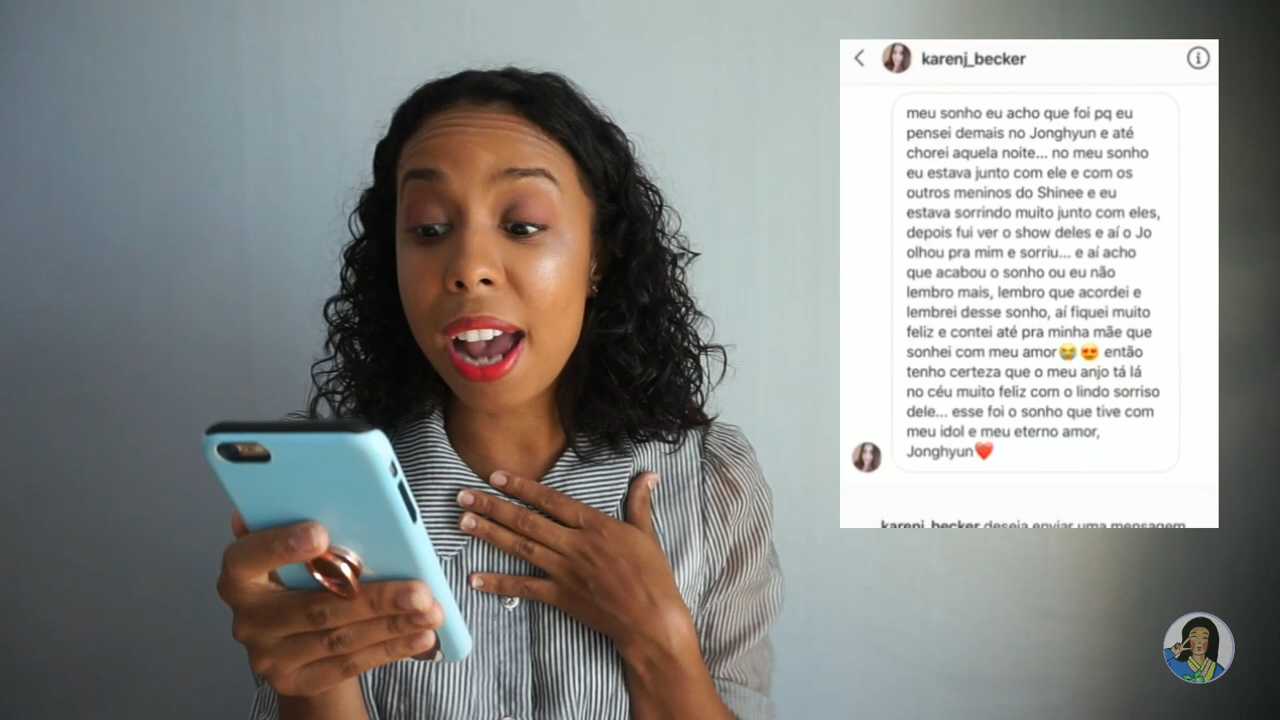 karenj_becker
meu sonho eu acho que foi pq eu
pensei demais no Jonghyun e até
chorei aquela noite... no meu sonho
eu estava junto com ele e com os
outros meninos do Shinee e eu
estava sorrindo muito junto com eles,
depois fui ver o show deles e aí o Jo
olhou pra mim e sorriu... e aí acho
que acabou o sonho ou eu não
lembro mais, lembro que acordei e
lembrei desse sonho, aí fiquei muito
feliz e contei até pra minha mãe que
sonhei com meu amor😭😍 então
tenho certeza que o meu anjo tá lá
no céu muito feliz com o lindo sorriso
dele... esse foi o sonho que tive com
meu idol e meu eterno amor,
Jonghyun❤️
karenj_becker deseja enviar uma mensagem